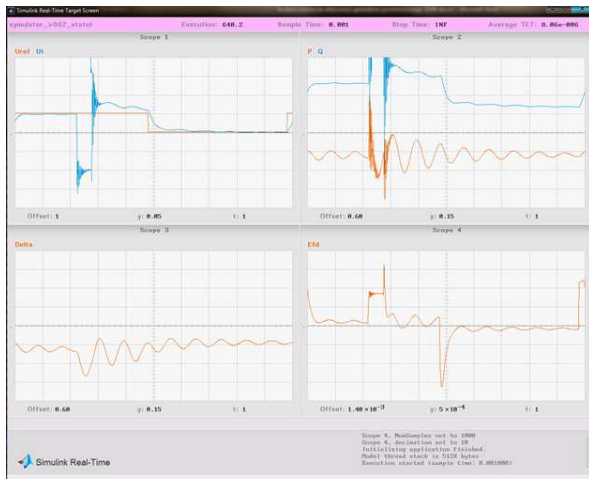 Simulink Real-Time Target Screen
symulator_v002_statut Execution: 640.2 Sample Time: 0.001 Stop Time: INF Average TET: 8.06e-006
Scope 1
Uref Ut
Offset: 1 y: 0.05 t: 1
Scope 2
P Q
Offset: 0.60 y: 0.15 t: 1
Scope 3
Delta
Offset: 0.60 y: 0.15 t: 1
Scope 4
Efd
Offset: 1.40 ×10⁻³ y: 5 ×10⁻⁴ t: 1
Scope 4, NumSamples set to 1000
Scope 4, decimation set to 10
Initializing application finished.
Model thread stack is 512K bytes
Execution started (sample time: 0.001000)
Simulink Real-Time